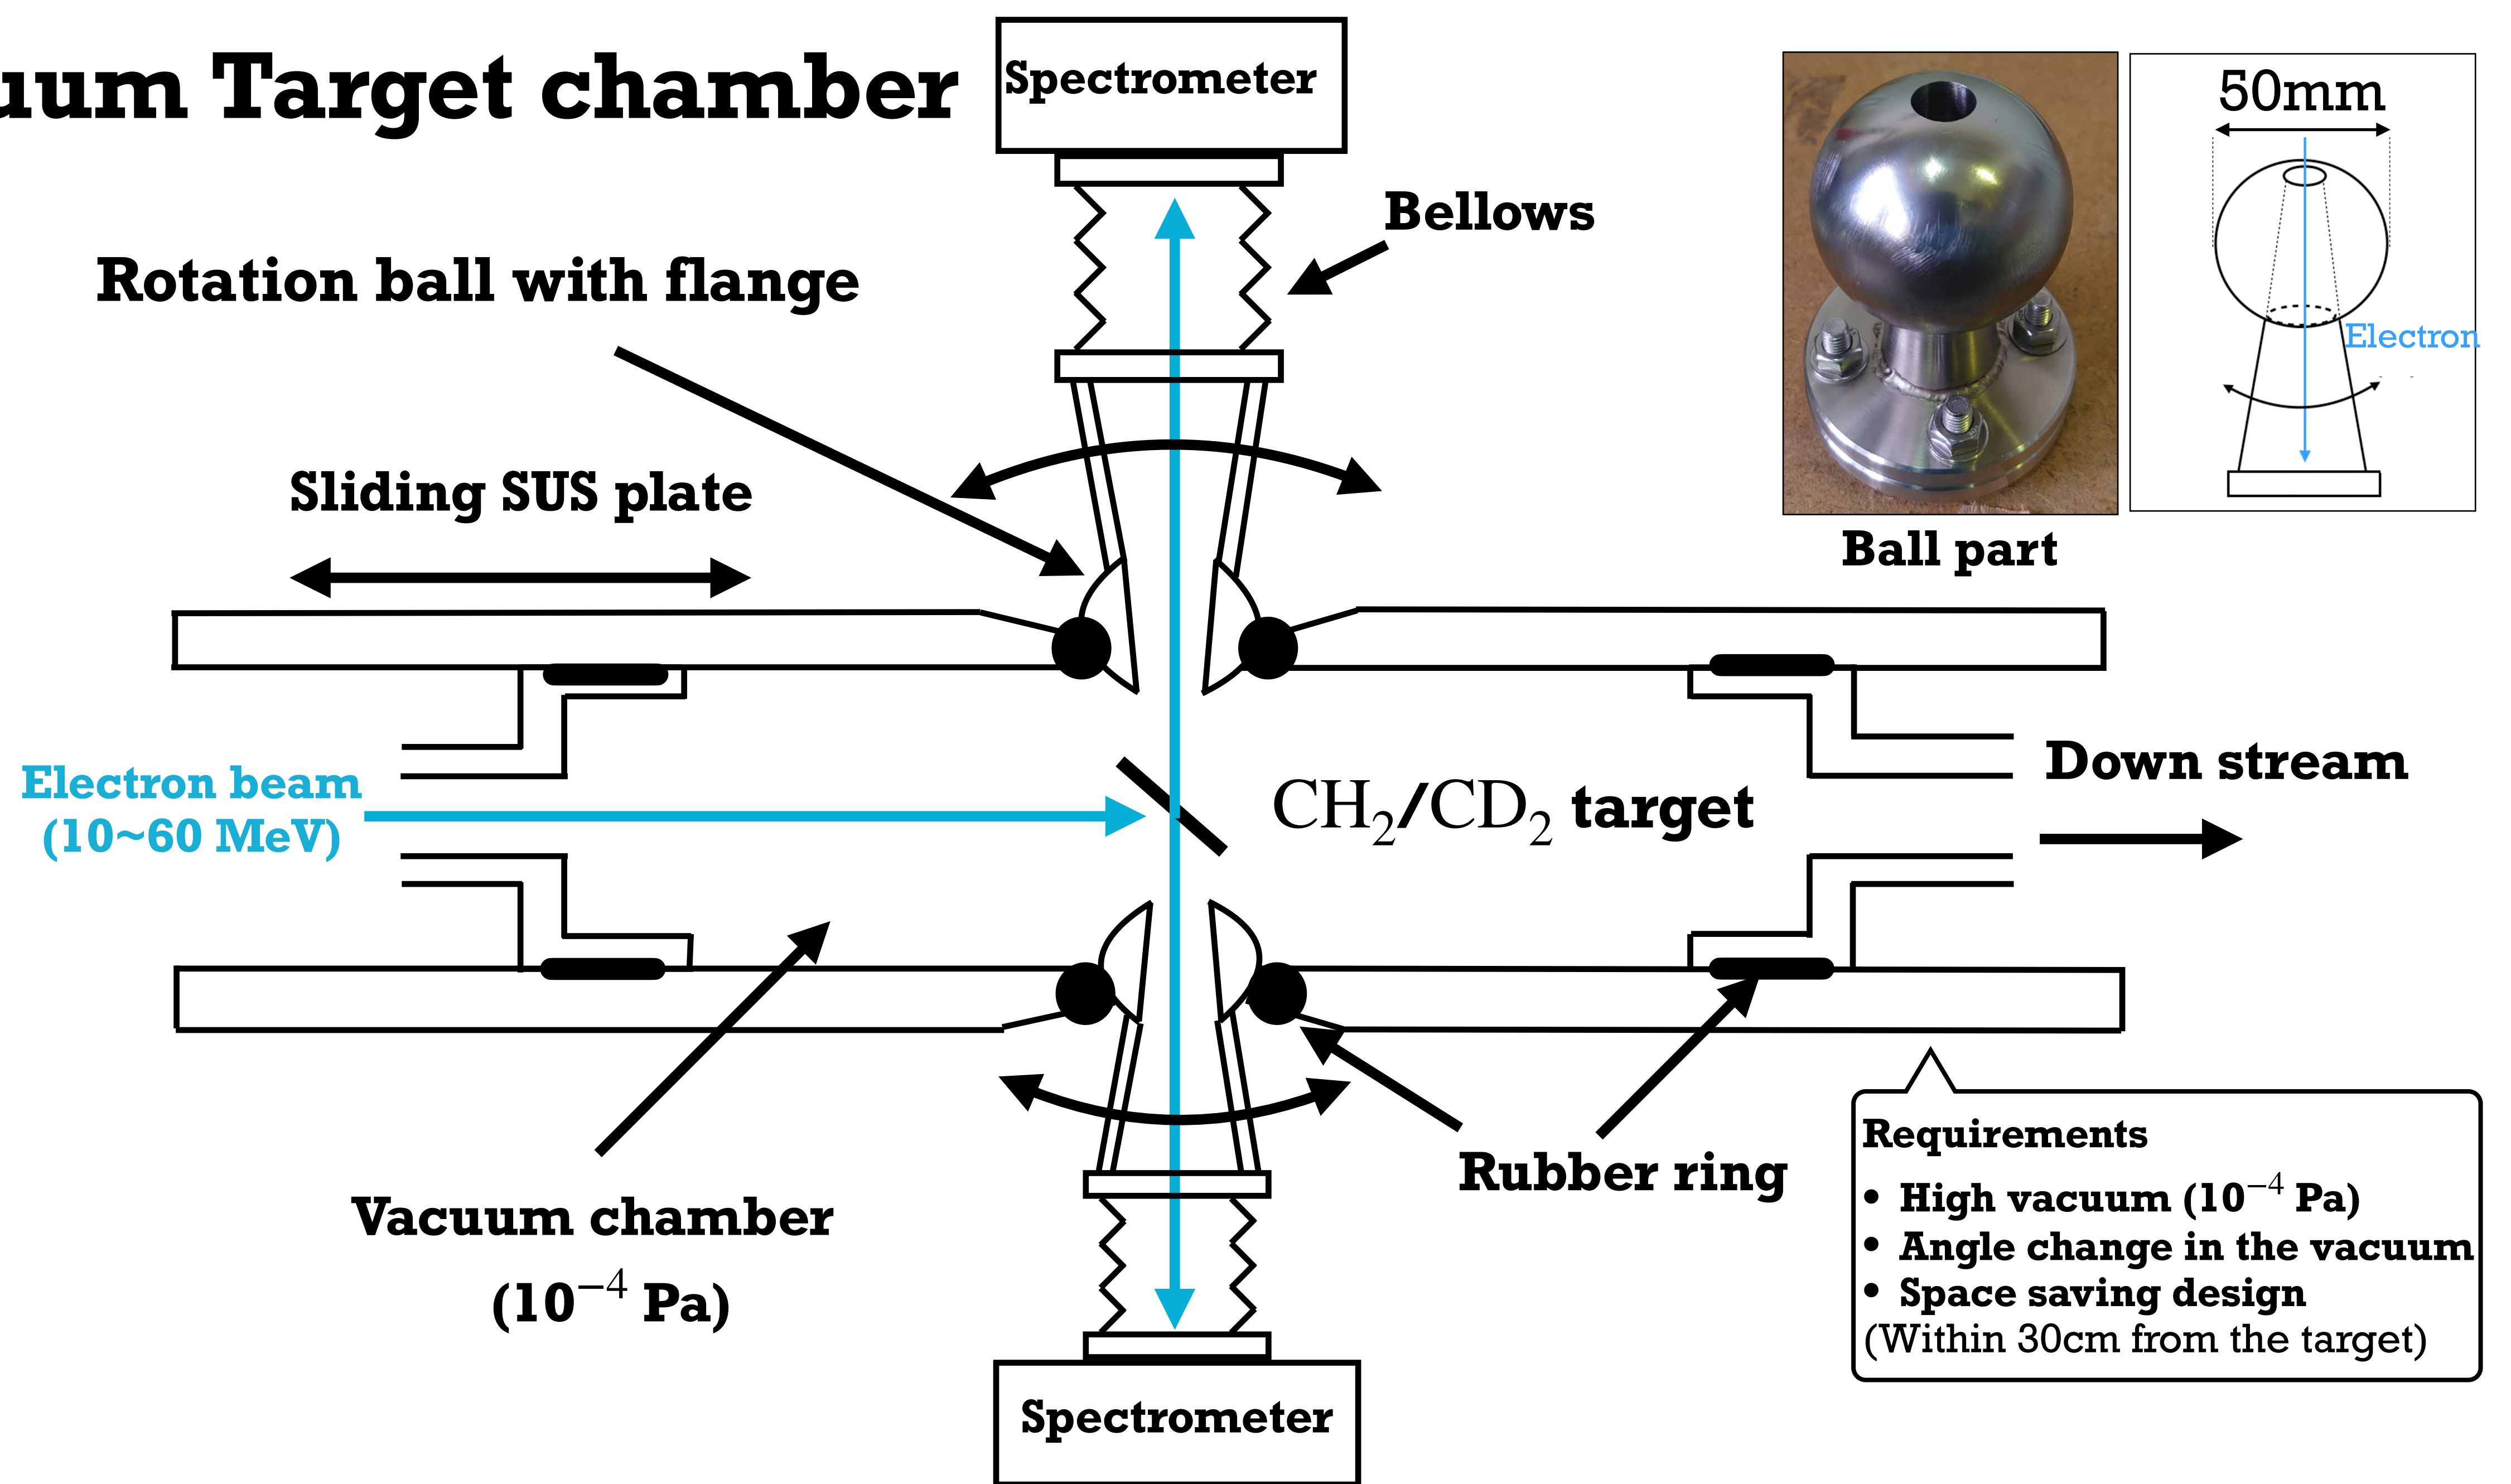 uum Target chamber
Spectrometer
50mm
Bellows
Rotation ball with flange
Electron
Sliding SUS plate
Ball part
Electron beam
(10~60 MeV)
CH₂/CD₂ target
Down stream
Rubber ring
Vacuum chamber
(10⁻⁴ Pa)
Requirements
• High vacuum (10⁻⁴ Pa)
• Angle change in the vacuum
• Space saving design
(Within 30cm from the target)
Spectrometer